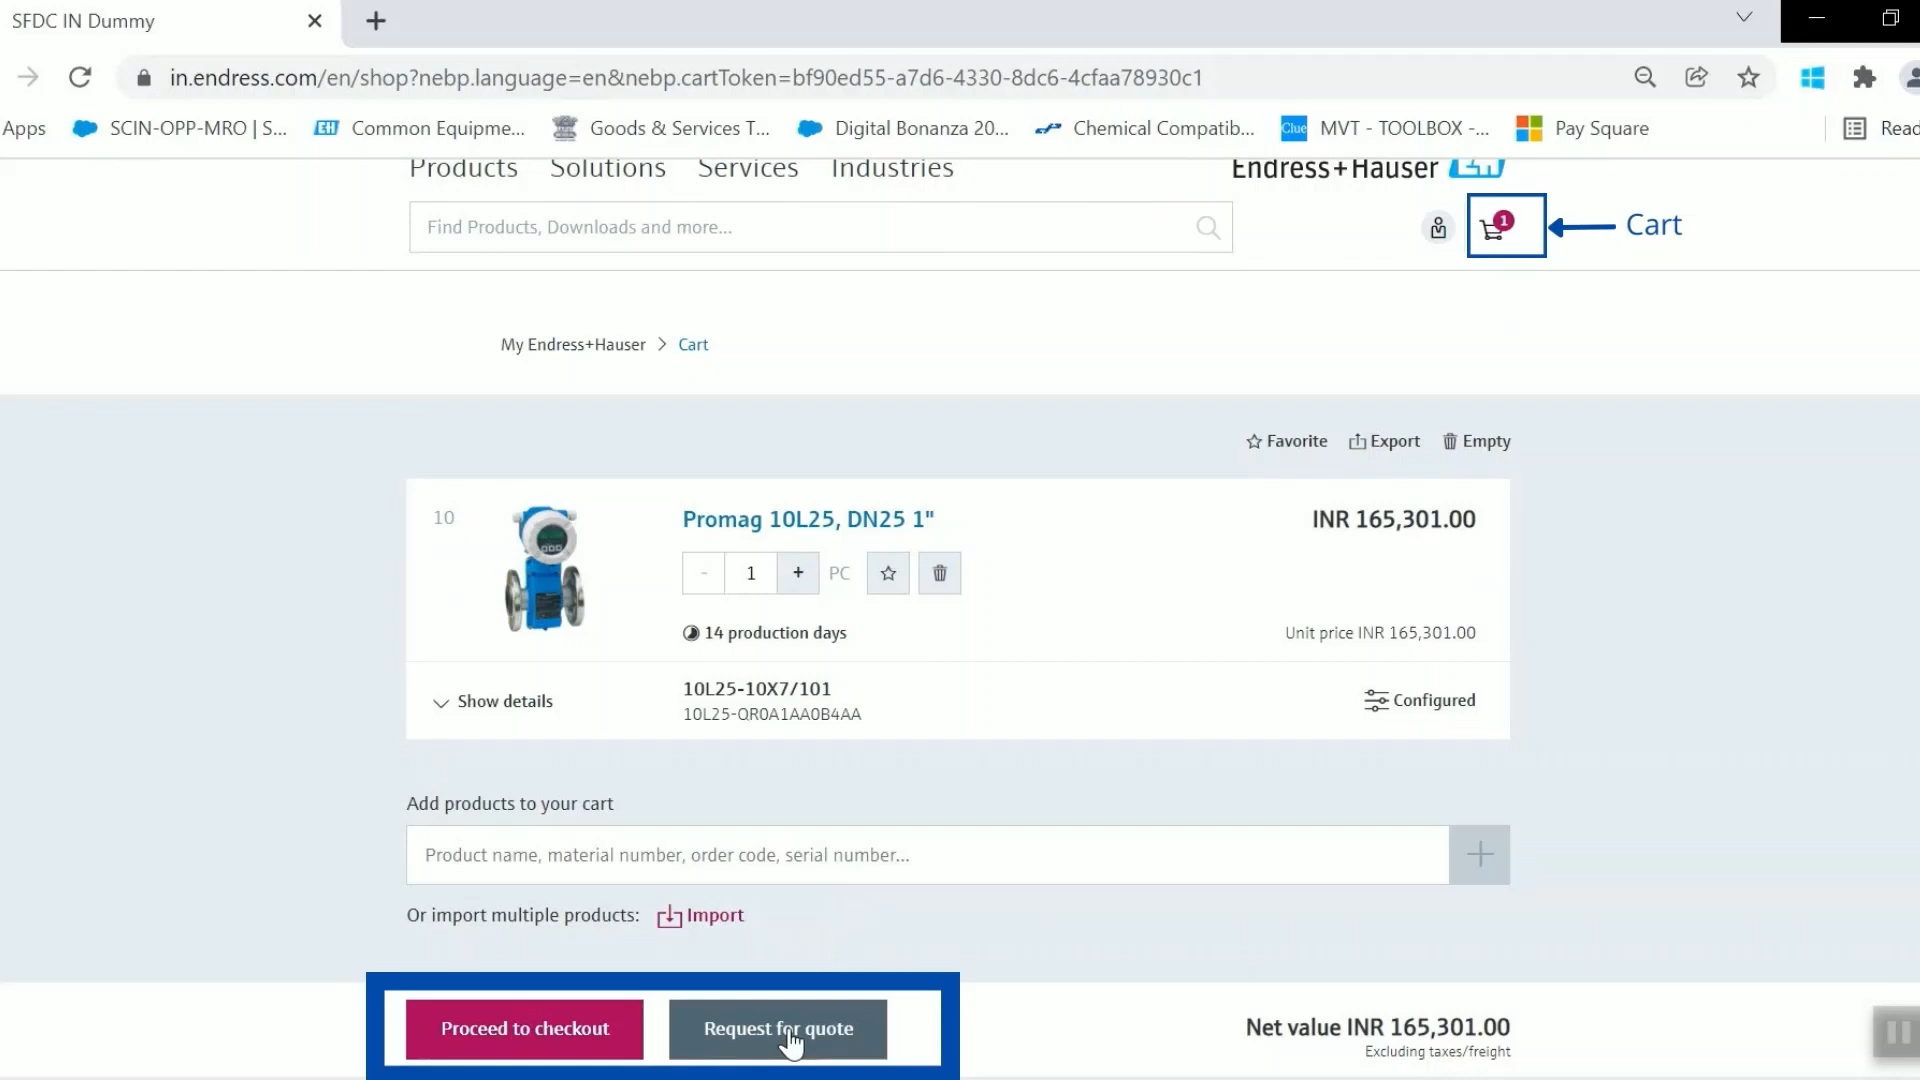 SFDC IN Dummy
in.endress.com/en/shop?nebp.language=en&nebp.cartToken=bf90ed55-a7d6-4330-8dc6-4cfaa78930c1
Apps SCIN-OPP-MRO | S... EH Common Equipme... Goods & Services T... Digital Bonanza 20... Chemical Compatib... Clue MVT - TOOLBOX -... Pay Square Read
Products Solutions Services Industries Endress+Hauser EH
Find Products, Downloads and more...
1
Cart
My Endress+Hauser > Cart
Favorite Export Empty
10 Promag 10L25, DN25 1" INR 165,301.00
- 1 + PC
14 production days Unit price INR 165,301.00
Show details 10L25-10X7/101 Configured
10L25-QR0A1AA0B4AA
Add products to your cart
Product name, material number, order code, serial number...
Or import multiple products: Import
Proceed to checkout Request for quote Net value INR 165,301.00
Excluding taxes/freight